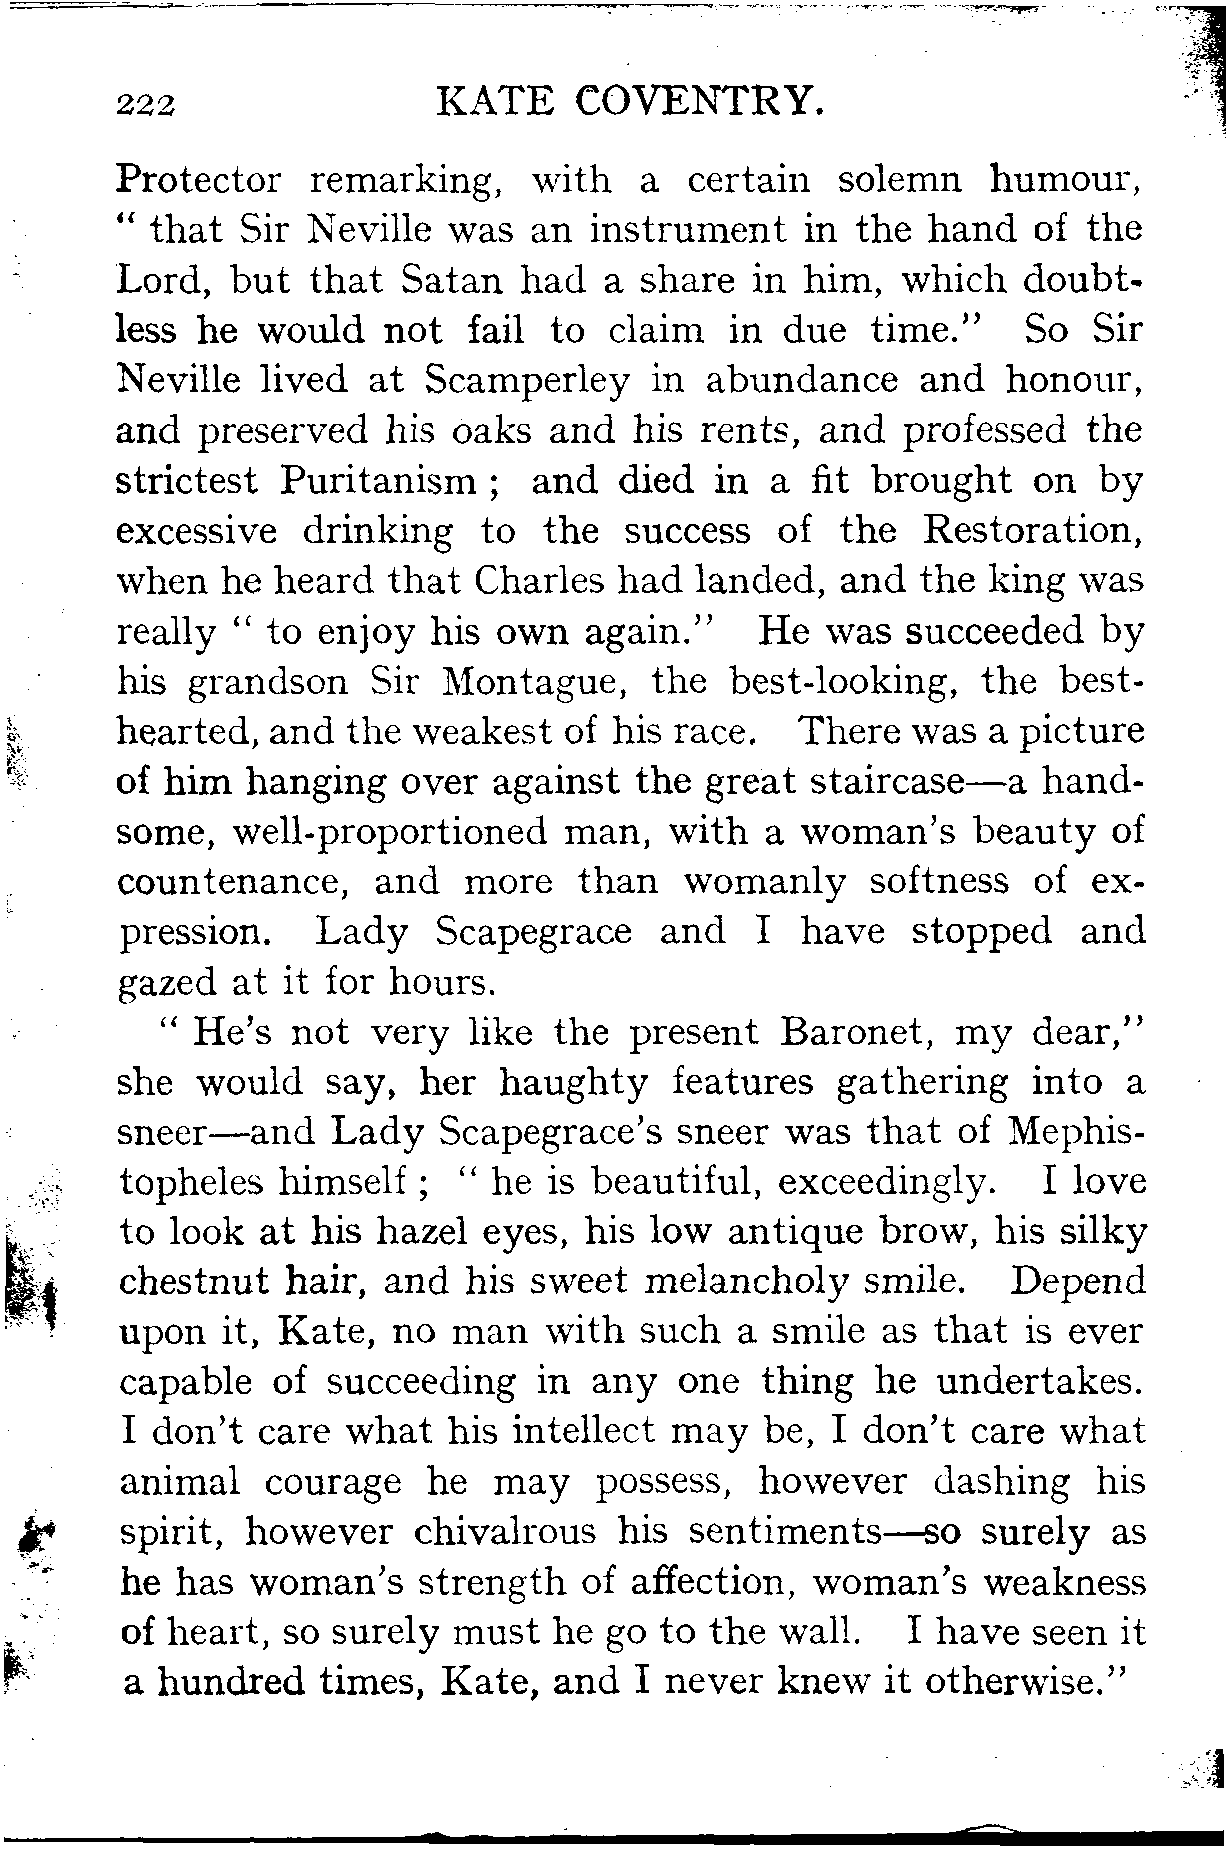 222 KATE COVENTRY.
Protector remarking, with a certain solemn humour,
“ that Sir Neville was an instrument in the hand of the
Lord, but that Satan had a share in him, which doubt-
less he would not fail to claim in due time.” So Sir
Neville lived at Scamperley in abundance and honour,
and preserved his oaks and his rents, and professed the
strictest Puritanism ; and died in a fit brought on by
excessive drinking to the success of the Restoration,
when he heard that Charles had landed, and the king was
really “ to enjoy his own again.” He was succeeded by
his grandson Sir Montague, the best-looking, the best-
hearted, and the weakest of his race. There was a picture
of him hanging over against the great staircase—a hand-
some, well-proportioned man, with a woman’s beauty of
countenance, and more than womanly softness of ex-
pression. Lady Scapegrace and I have stopped and
gazed at it for hours.
“ He’s not very like the present Baronet, my dear,”
she would say, her haughty features gathering into a
sneer—and Lady Scapegrace’s sneer was that of Mephis-
topheles himself ; “ he is beautiful, exceedingly. I love
to look at his hazel eyes, his low antique brow, his silky
chestnut hair, and his sweet melancholy smile. Depend
upon it, Kate, no man with such a smile as that is ever
capable of succeeding in any one thing he undertakes.
I don’t care what his intellect may be, I don’t care what
animal courage he may possess, however dashing his
spirit, however chivalrous his sentiments—so surely as
he has woman’s strength of affection, woman’s weakness
of heart, so surely must he go to the wall. I have seen it
a hundred times, Kate, and I never knew it otherwise.”